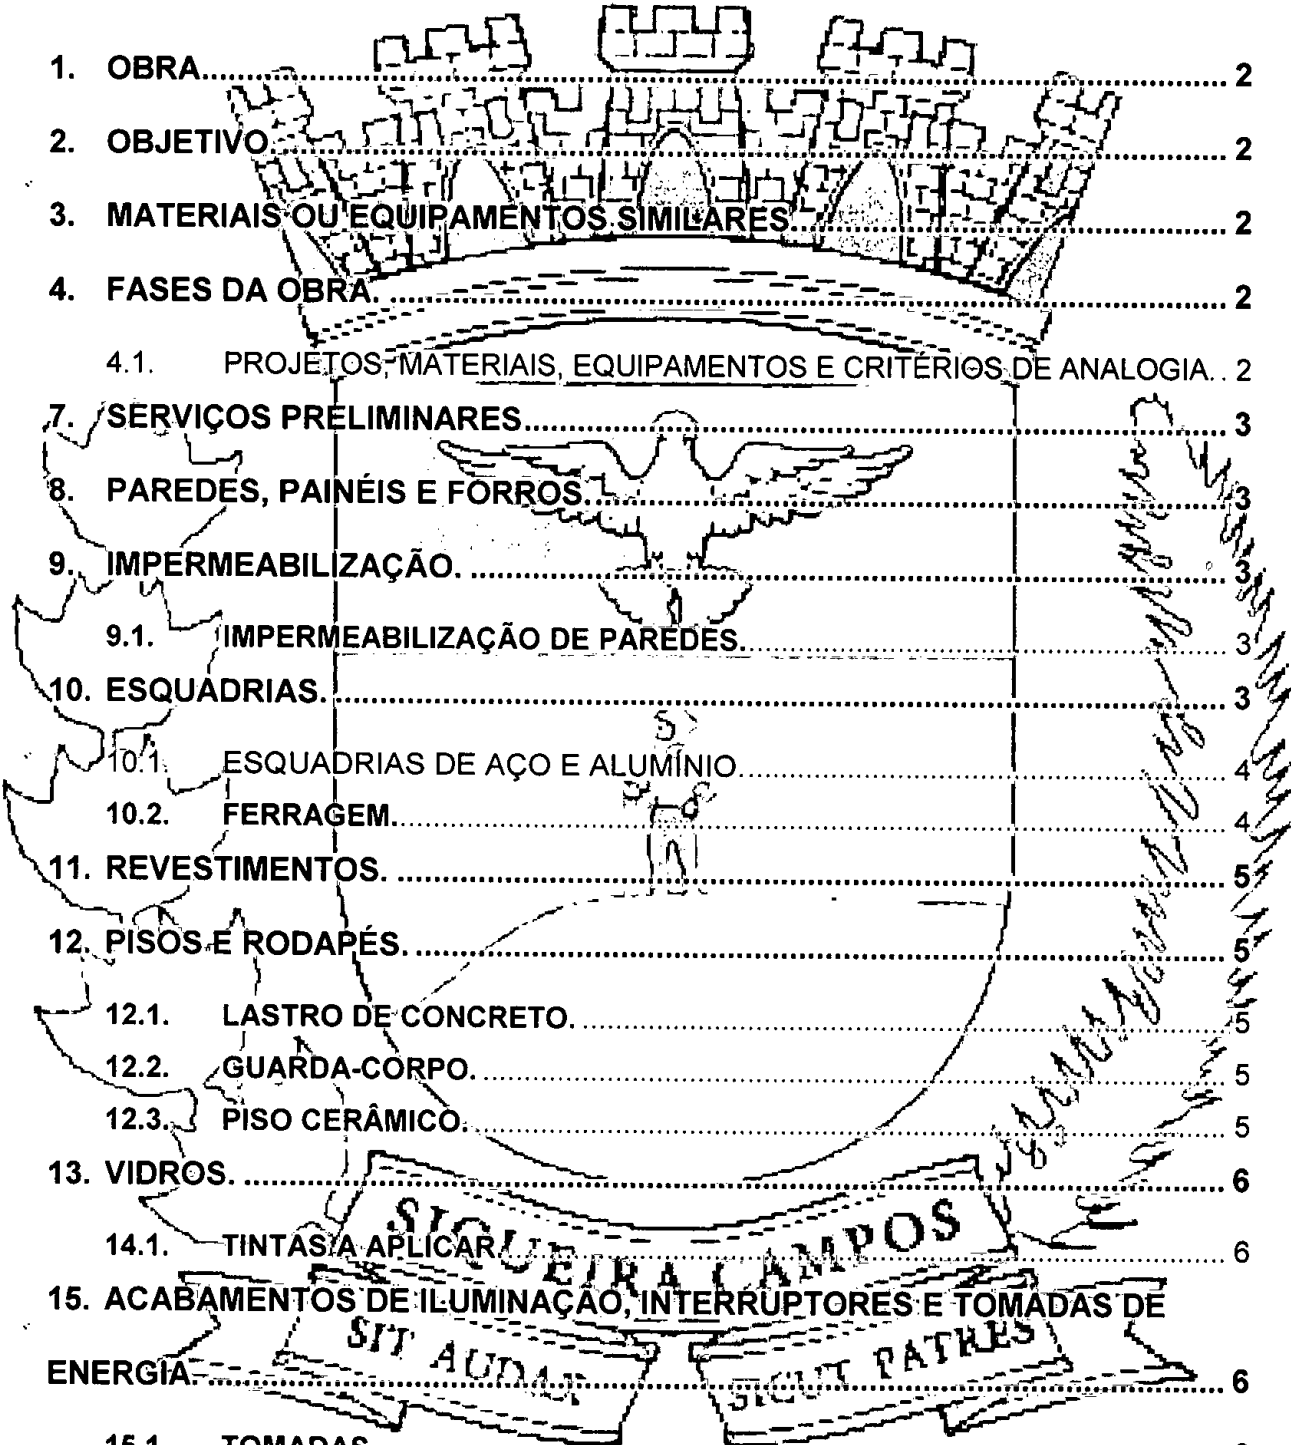 1. OBRA........ 2
2. OBJETIVO........ 2
3. MATERIAIS OU EQUIPAMENTOS SIMILARES........ 2
4. FASES DA OBRA. ........ 2
4.1. PROJETOS, MATERIAIS, EQUIPAMENTOS E CRITÉRIOS DE ANALOGIA.. 2
7. SERVIÇOS PRELIMINARES........ 3
8. PAREDES, PAINÉIS E FORROS........ 3
9. IMPERMEABILIZAÇÃO. ........ 3
9.1. IMPERMEABILIZAÇÃO DE PAREDES. ........ 3
10. ESQUADRIAS. ........ 3
10.1. ESQUADRIAS DE AÇO E ALUMÍNIO........ 4
10.2. FERRAGEM. ........ 4
11. REVESTIMENTOS. ........ 5
12. PISOS E RODAPÉS. ........ 5
12.1. LASTRO DE CONCRETO. ........ 5
12.2. GUARDA-CORPO. ........ 5
12.3. PISO CERÂMICO. ........ 5
13. VIDROS. ........ 6
SIQUEIRA CAMPOS
14.1. TINTAS A APLICAR........ 6
15. ACABAMENTOS DE ILUMINAÇÃO, INTERRUPTORES E TOMADAS DE
SIT AUDAX SICUT PATRES
ENERGIA........ 6
15.1. TOMADAS